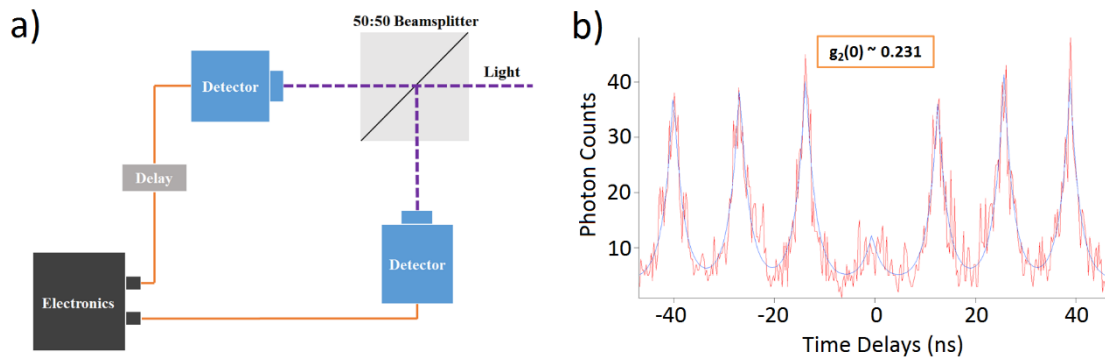 a)
50:50 Beamsplitter
Light
Detector
Delay
Detector
Electronics
b)
g₂(0) ~ 0.231
Photon Counts
40
30
20
10
-40 -20 0 20 40
Time Delays (ns)